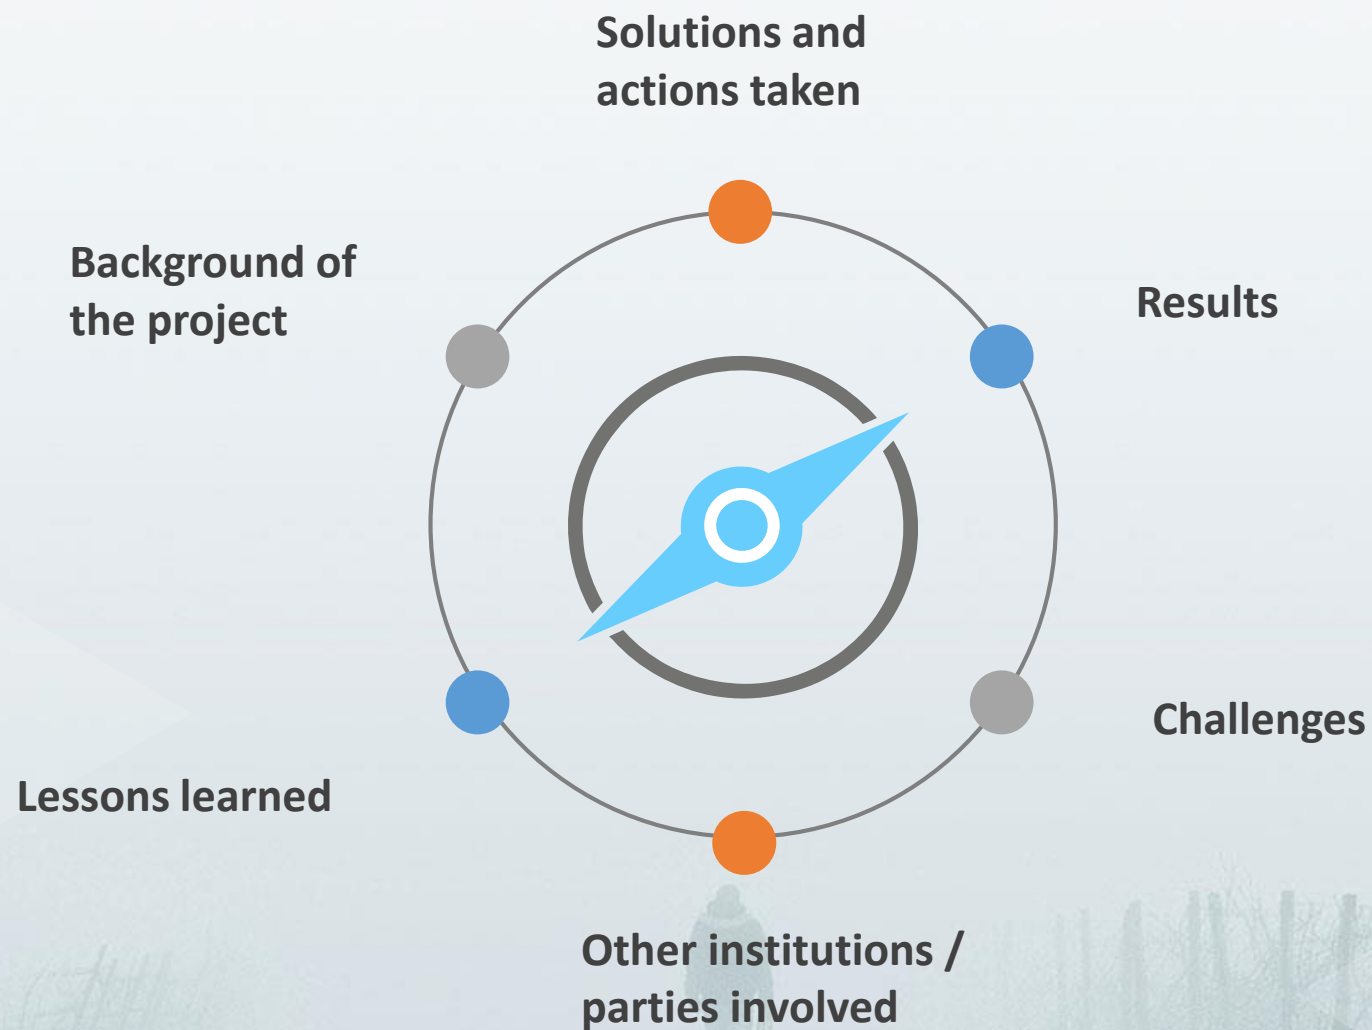 Solutions and
actions taken
Background of
the project
Results
Challenges
Lessons learned
Other institutions /
parties involved